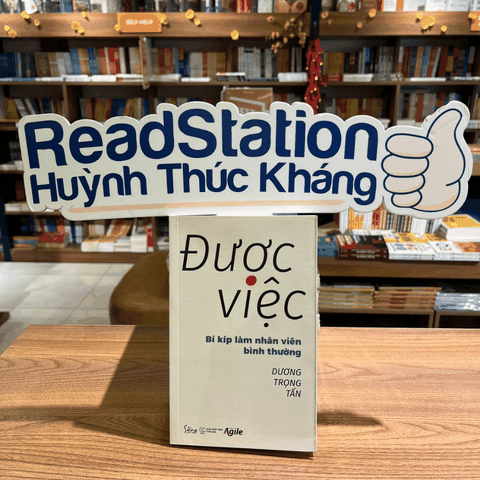 ReadStation
Huỳnh Thúc Kháng
Được
việc
Bí kíp làm nhân viên
bình thường
DƯƠNG
TRỌNG
TẤN
Agile